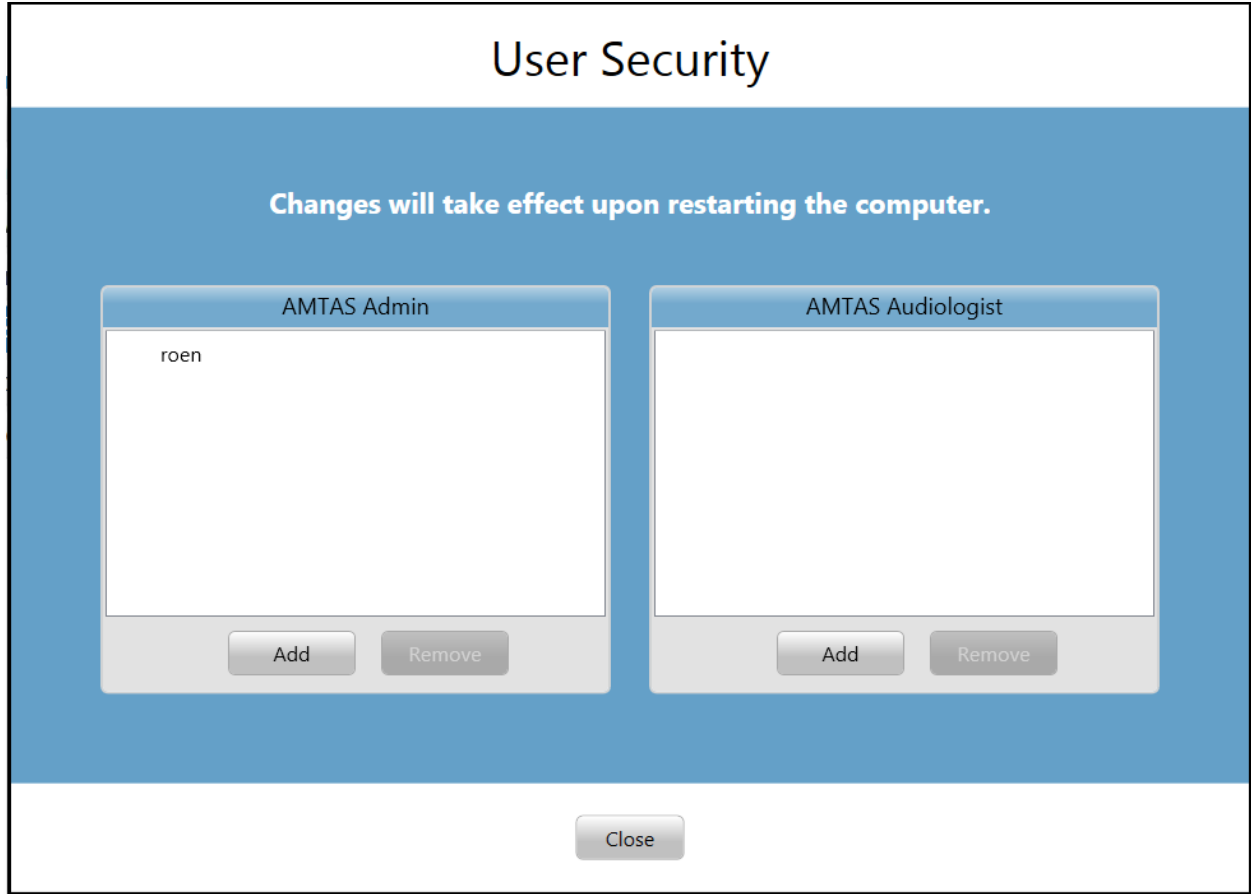 User Security
Changes will take effect upon restarting the computer.
AMTAS Admin
roen
Add
Remove
AMTAS Audiologist
Add
Remove
Close